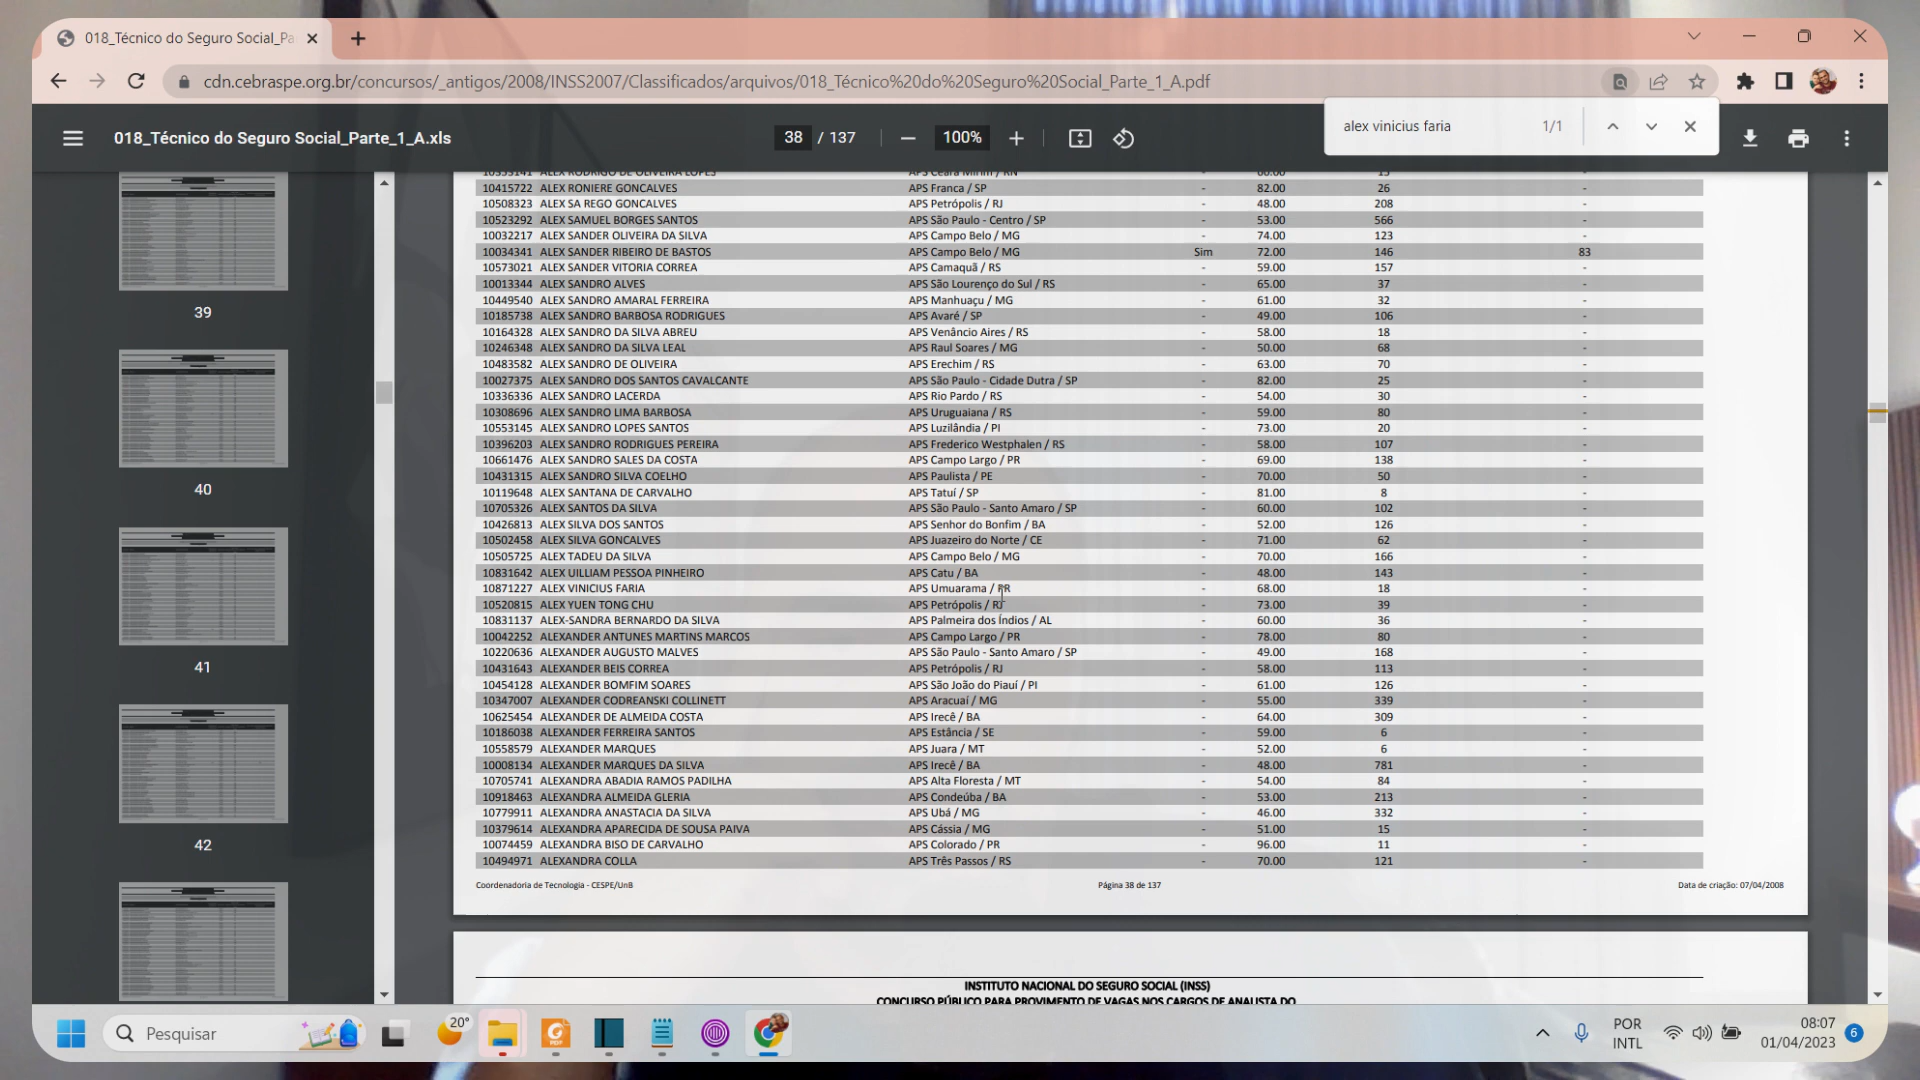 018_Técnico do Seguro Social_Pa
cdn.cebraspe.org.br/concursos/_antigos/2008/INSS2007/Classificados/arquivos/018_Técnico%20do%20Seguro%20Social_Parte_1_A.pdf
018_Técnico do Seguro Social_Parte_1_A.xls
38 / 137
100%
alex vinicius faria 1/1
39
40
41
42
10353141 ALEX RODRIGO DE OLIVEIRA LOPES APS Ceará Mirim / RN - 60.00 15 -
10415722 ALEX RONIERE GONCALVES APS Franca / SP - 82.00 26 -
10508323 ALEX SA REGO GONCALVES APS Petrópolis / RJ - 48.00 208 -
10523292 ALEX SAMUEL BORGES SANTOS APS São Paulo - Centro / SP - 53.00 566 -
10032217 ALEX SANDER OLIVEIRA DA SILVA APS Campo Belo / MG - 74.00 123 -
10034341 ALEX SANDER RIBEIRO DE BASTOS APS Campo Belo / MG Sim 72.00 146 83
10573021 ALEX SANDER VITORIA CORREA APS Camaquã / RS - 59.00 157 -
10013344 ALEX SANDRO ALVES APS São Lourenço do Sul / RS - 65.00 37 -
10449540 ALEX SANDRO AMARAL FERREIRA APS Manhuaçu / MG - 61.00 32 -
10185738 ALEX SANDRO BARBOSA RODRIGUES APS Avaré / SP - 49.00 106 -
10164328 ALEX SANDRO DA SILVA ABREU APS Venâncio Aires / RS - 58.00 18 -
10246348 ALEX SANDRO DA SILVA LEAL APS Raul Soares / MG - 50.00 68 -
10483582 ALEX SANDRO DE OLIVEIRA APS Erechim / RS - 63.00 70 -
10027375 ALEX SANDRO DOS SANTOS CAVALCANTE APS São Paulo - Cidade Dutra / SP - 82.00 25 -
10336336 ALEX SANDRO LACERDA APS Rio Pardo / RS - 54.00 30 -
10308696 ALEX SANDRO LIMA BARBOSA APS Uruguaiana / RS - 59.00 80 -
10553145 ALEX SANDRO LOPES SANTOS APS Luzilândia / PI - 73.00 20 -
10396203 ALEX SANDRO RODRIGUES PEREIRA APS Frederico Westphalen / RS - 58.00 107 -
10661476 ALEX SANDRO SALES DA COSTA APS Campo Largo / PR - 69.00 138 -
10431315 ALEX SANDRO SILVA COELHO APS Paulista / PE - 70.00 50 -
10119648 ALEX SANTANA DE CARVALHO APS Tatuí / SP - 81.00 8 -
10705326 ALEX SANTOS DA SILVA APS São Paulo - Santo Amaro / SP - 60.00 102 -
10426813 ALEX SILVA DOS SANTOS APS Senhor do Bonfim / BA - 52.00 126 -
10502458 ALEX SILVA GONCALVES APS Juazeiro do Norte / CE - 71.00 62 -
10505725 ALEX TADEU DA SILVA APS Campo Belo / MG - 70.00 166 -
10831642 ALEX UILLIAM PESSOA PINHEIRO APS Catu / BA - 48.00 143 -
10871227 ALEX VINICIUS FARIA APS Umuarama / PR - 68.00 18 -
10520815 ALEX YUEN TONG CHU APS Petrópolis / RJ - 73.00 39 -
10831137 ALEX-SANDRA BERNARDO DA SILVA APS Palmeira dos Índios / AL - 60.00 36 -
10042252 ALEXANDER ANTUNES MARTINS MARCOS APS Campo Largo / PR - 78.00 80 -
10220636 ALEXANDER AUGUSTO MALVES APS São Paulo - Santo Amaro / SP - 49.00 168 -
10431643 ALEXANDER BEIS CORREA APS Petrópolis / RJ - 58.00 113 -
10454128 ALEXANDER BOMFIM SOARES APS São João do Piauí / PI - 61.00 126 -
10347007 ALEXANDER CODREANSKI COLLINETT APS Aracuaí / MG - 55.00 339 -
10625454 ALEXANDER DE ALMEIDA COSTA APS Irecê / BA - 64.00 309 -
10186038 ALEXANDER FERREIRA SANTOS APS Estância / SE - 59.00 6 -
10558579 ALEXANDER MARQUES APS Juara / MT - 52.00 6 -
10008134 ALEXANDER MARQUES DA SILVA APS Irecê / BA - 48.00 781 -
10705741 ALEXANDRA ABADIA RAMOS PADILHA APS Alta Floresta / MT - 54.00 84 -
10918463 ALEXANDRA ALMEIDA GLERIA APS Condeúba / BA - 53.00 213 -
10779911 ALEXANDRA ANASTACIA DA SILVA APS Ubá / MG - 46.00 332 -
10379614 ALEXANDRA APARECIDA DE SOUSA PAIVA APS Cássia / MG - 51.00 15 -
10074459 ALEXANDRA BISO DE CARVALHO APS Colorado / PR - 96.00 11 -
10494971 ALEXANDRA COLLA APS Três Passos / RS - 70.00 121 -
Coordenadoria de Tecnologia - CESPE/UnB Página 38 de 137 Data de criação: 07/04/2008
INSTITUTO NACIONAL DO SEGURO SOCIAL (INSS)
CONCURSO PÚBLICO PARA PROVIMENTO DE VAGAS NOS CARGOS DE ANALISTA DO
Pesquisar
20°
POR
INTL
08:07
01/04/2023
6